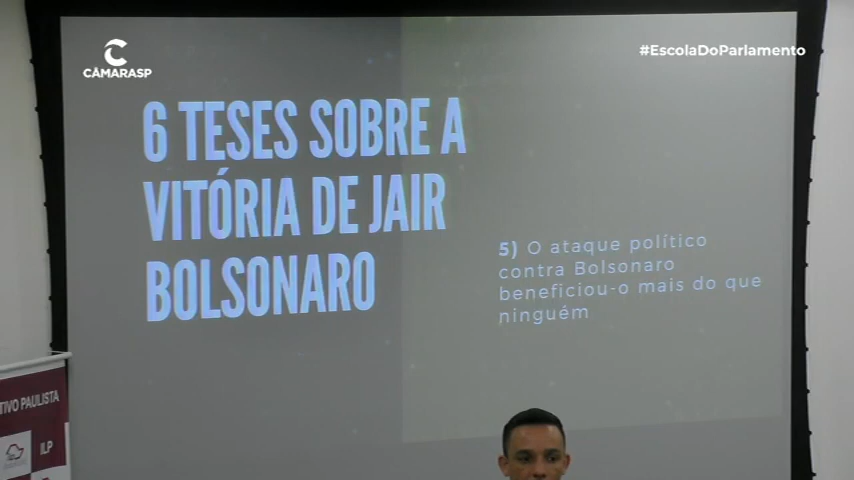 CÂMARASP
#EscolaDoParlamento
6 TESES SOBRE A
VITÓRIA DE JAIR
BOLSONARO
5) O ataque político
contra Bolsonaro
beneficiou-o mais do que
ninguém
TIVO PAULISTA
ILP